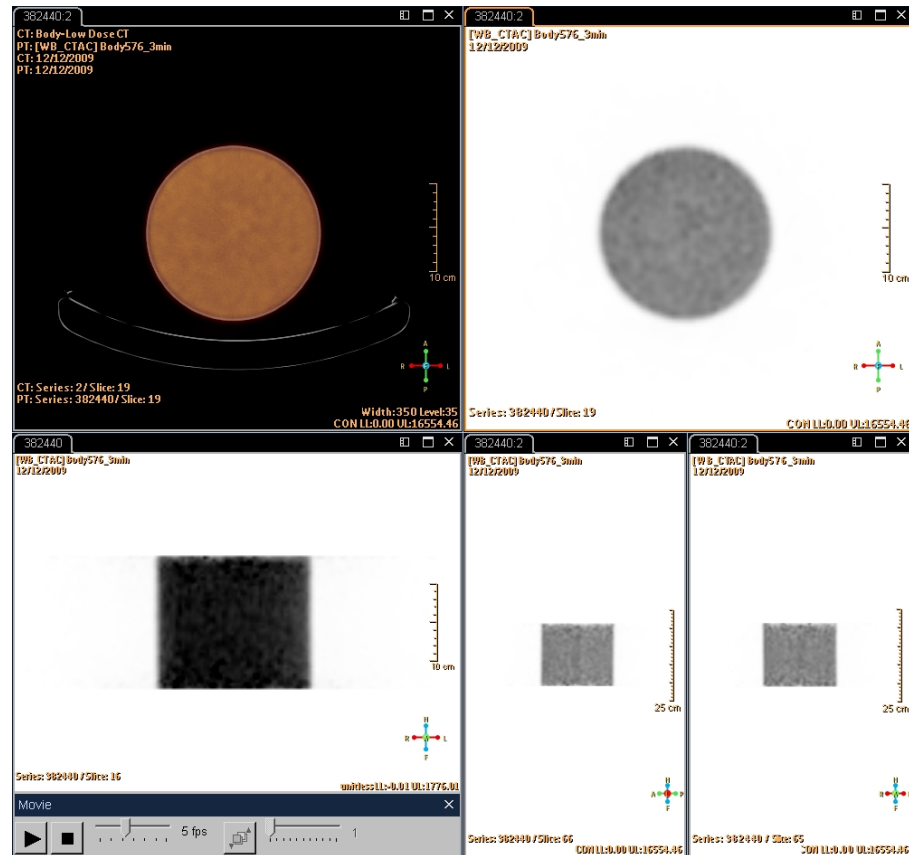 382440:2
CT: Body-Low Dose CT
PT: [WB_CTAC] Body576_3min
CT: 12/12/2009
PT: 12/12/2009
10 cm
A
R L
P
CT: Series: 2 / Slice: 19
PT: Series: 382440 / Slice: 19
Width:350 Level:35
CON LL:0.00 UL:16554.46
382440:2
[WB_CTAC] Body576_3min
12/12/2009
10 cm
A
R L
P
Series: 382440 / Slice: 19
CON LL:0.00 UL:16554.46
382440
[WB_CTAC] Body576_3min
12/12/2009
10 cm
H
R A L
F
Series: 382440 / Slice: 16
unitless LL:-0.01 UL:1776.01
Movie
5 fps
1
382440:2
[WB_CTAC] Body576_3min
12/12/2009
25 cm
H
A P
F
Series: 382440 / Slice: 66
CON LL:0.00 UL:16554.46
382440:2
[WB_CTAC] Body576_3min
12/12/2009
25 cm
H
R A L
F
Series: 382440 / Slice: 65
CON LL:0.00 UL:16554.46